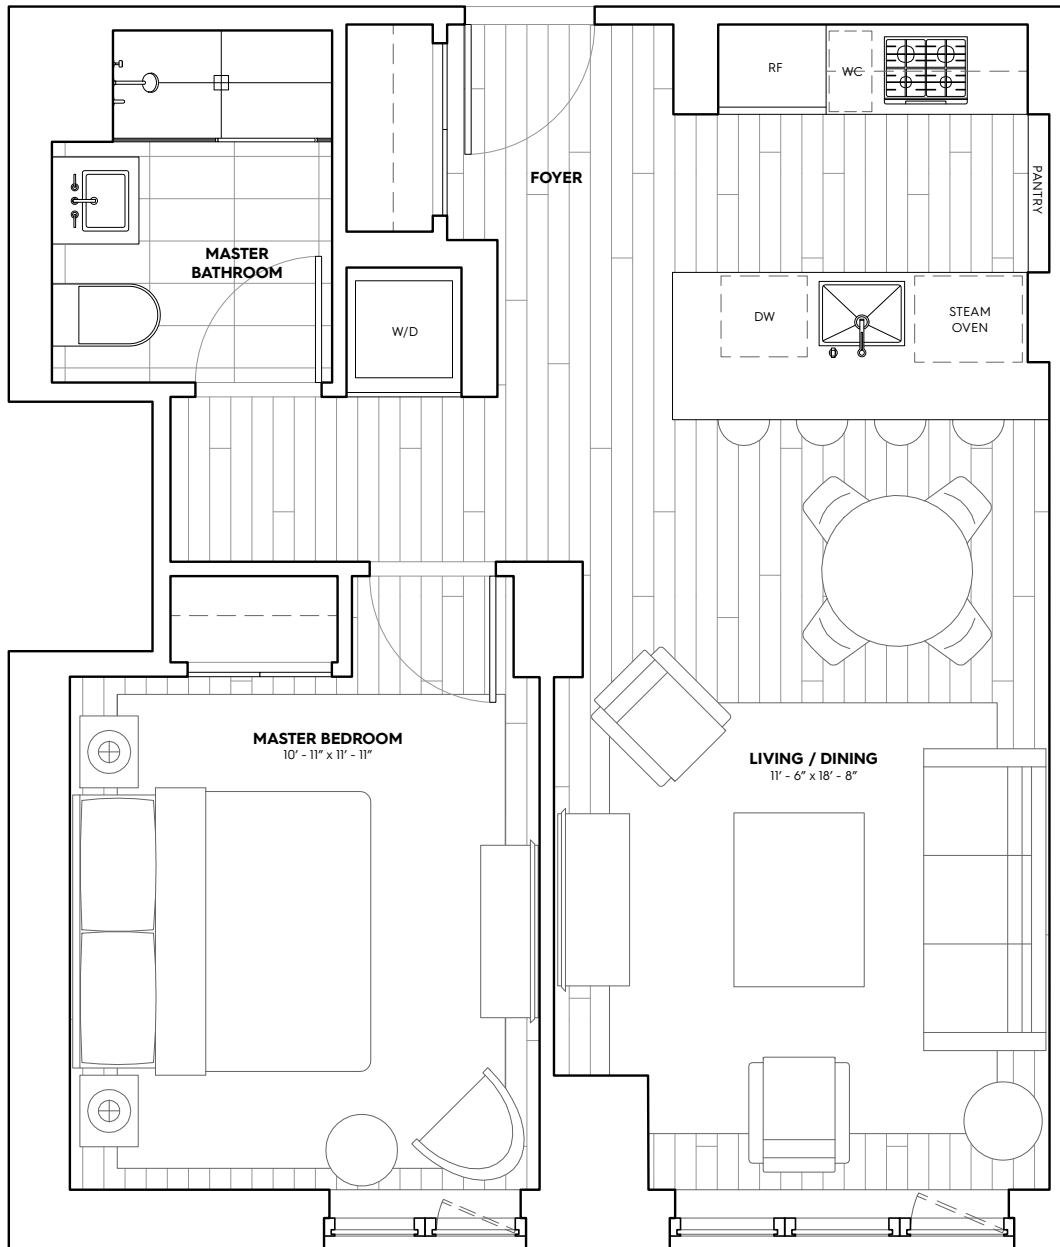 RF
WC
PANTRY
FOYER
MASTER
BATHROOM
W/D
DW
STEAM
OVEN
MASTER BEDROOM
10' - 11" x 11' - 11"
LIVING / DINING
11' - 6" x 18' - 8"